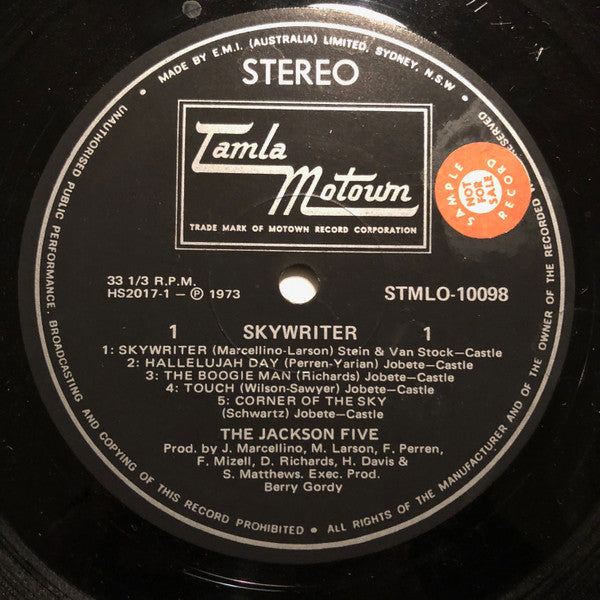 MADE BY E.M.I. (AUSTRALIA) LIMITED, SYDNEY, N.S.W.
STEREO
Tamla
Motown
TRADE MARK OF MOTOWN RECORD CORPORATION
SAMPLE
NOT
FOR
SALE
RECORD
33 1/3 R.P.M.
HS2017-1 – ℗ 1973
STMLO-10098
1 SKYWRITER 1
1: SKYWRITER (Marcellino-Larson) Stein & Van Stock—Castle
2: HALLELUJAH DAY (Perren-Yarian) Jobete—Castle
3: THE BOOGIE MAN (Richards) Jobete—Castle
4: TOUCH (Wilson-Sawyer) Jobete—Castle
5: CORNER OF THE SKY
(Schwartz) Jobete—Castle
THE JACKSON FIVE
Prod. by J. Marcellino, M. Larson, F. Perren,
F. Mizell, D. Richards, H. Davis &
S. Matthews. Exec. Prod.
Berry Gordy
UNAUTHORISED PUBLIC PERFORMANCE, BROADCASTING AND COPYING OF THIS RECORD PROHIBITED • ALL RIGHTS OF THE MANUFACTURER AND OF THE OWNER OF THE RECORDED RESERVED